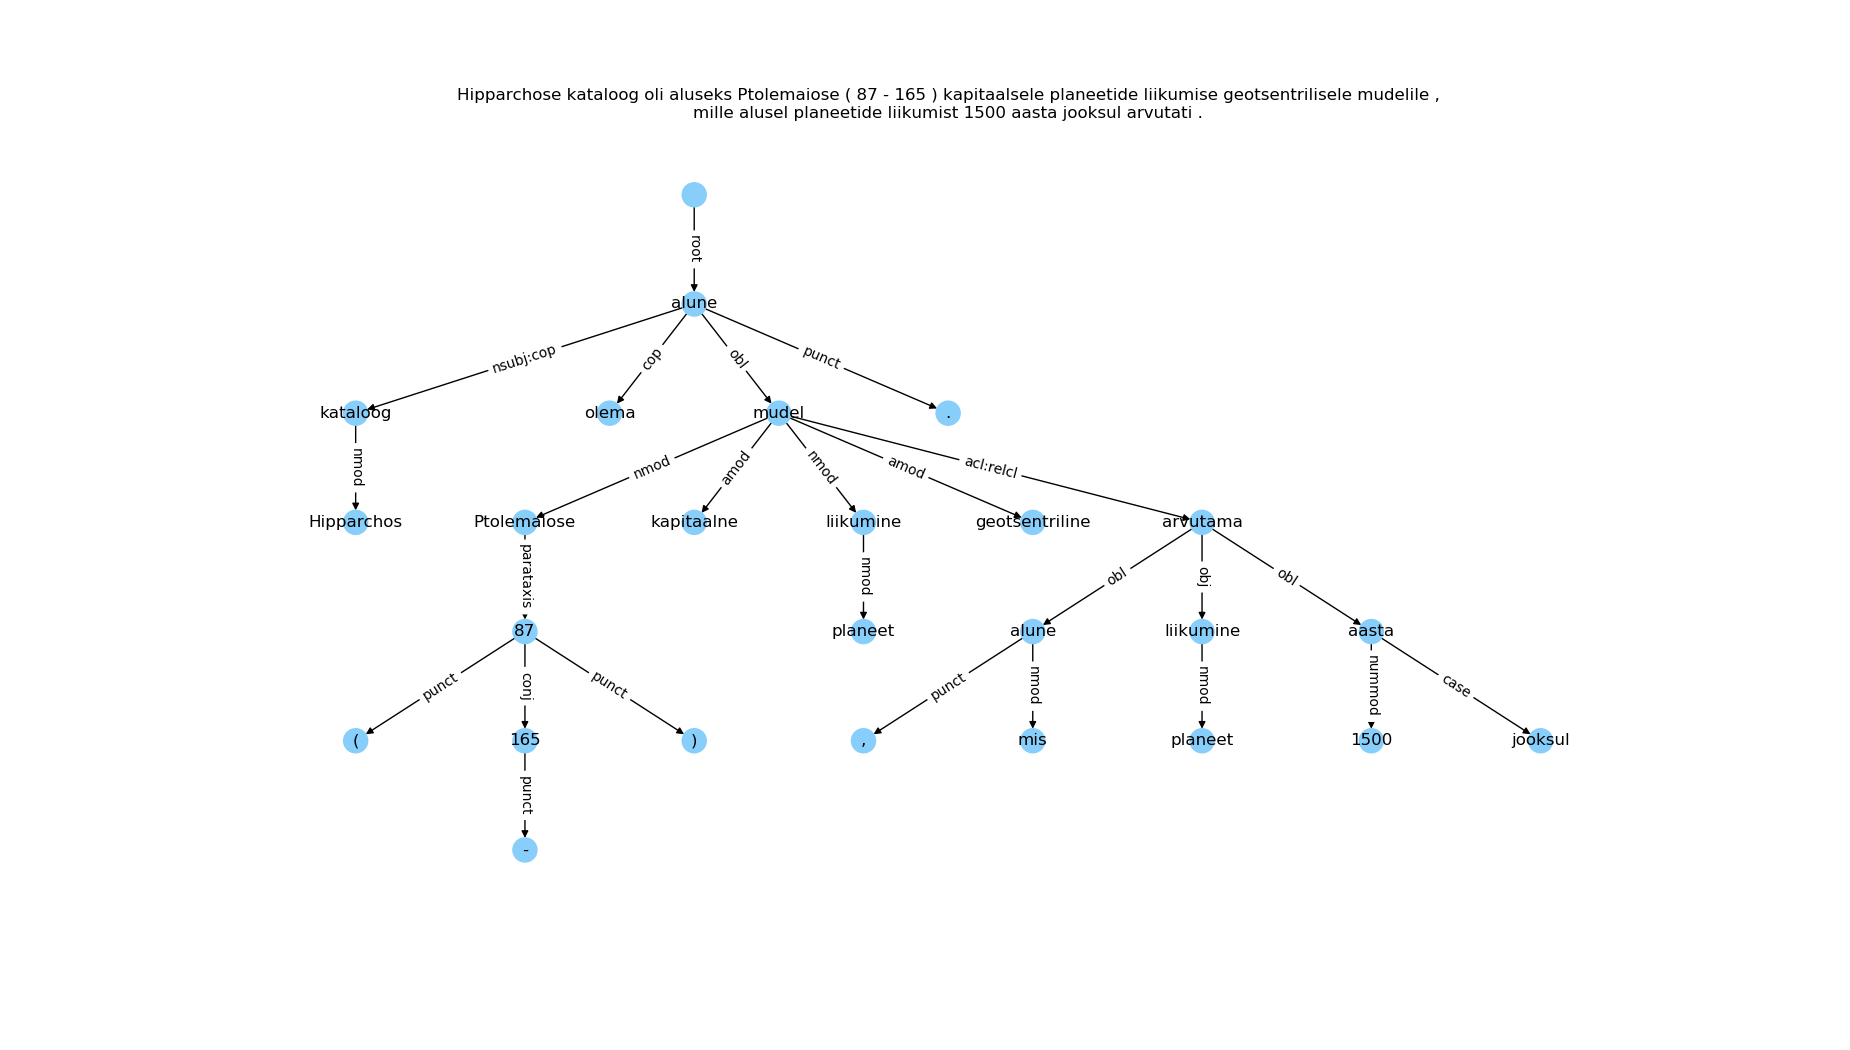 Hipparchose kataloog oli aluseks Ptolemaiose ( 87 - 165 ) kapitaalsele planeetide liikumise geotsentrilisele mudelile ,
mille alusel planeetide liikumist 1500 aasta jooksul arvutati .
root
alune
nsubj:cop
cop
obl
punct
kataloog
olema
mudel
.
nmod
nmod
amod
nmod
amod
acl:relcl
Hipparchos
Ptolemaiose
kapitaalne
liikumine
geotsentriline
arvutama
parataxis
nmod
obl
obj
obl
87
planeet
alune
liikumine
aasta
punct
conj
punct
punct
nmod
nmod
nummod
case
(
165
)
,
mis
planeet
1500
jooksul
punct
-